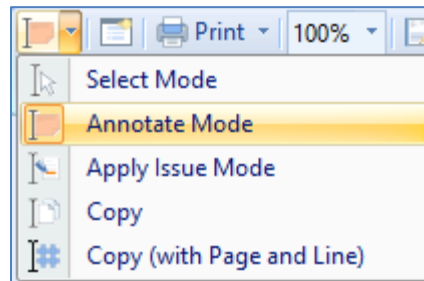 Print 100%
Select Mode
Annotate Mode
Apply Issue Mode
Copy
Copy (with Page and Line)